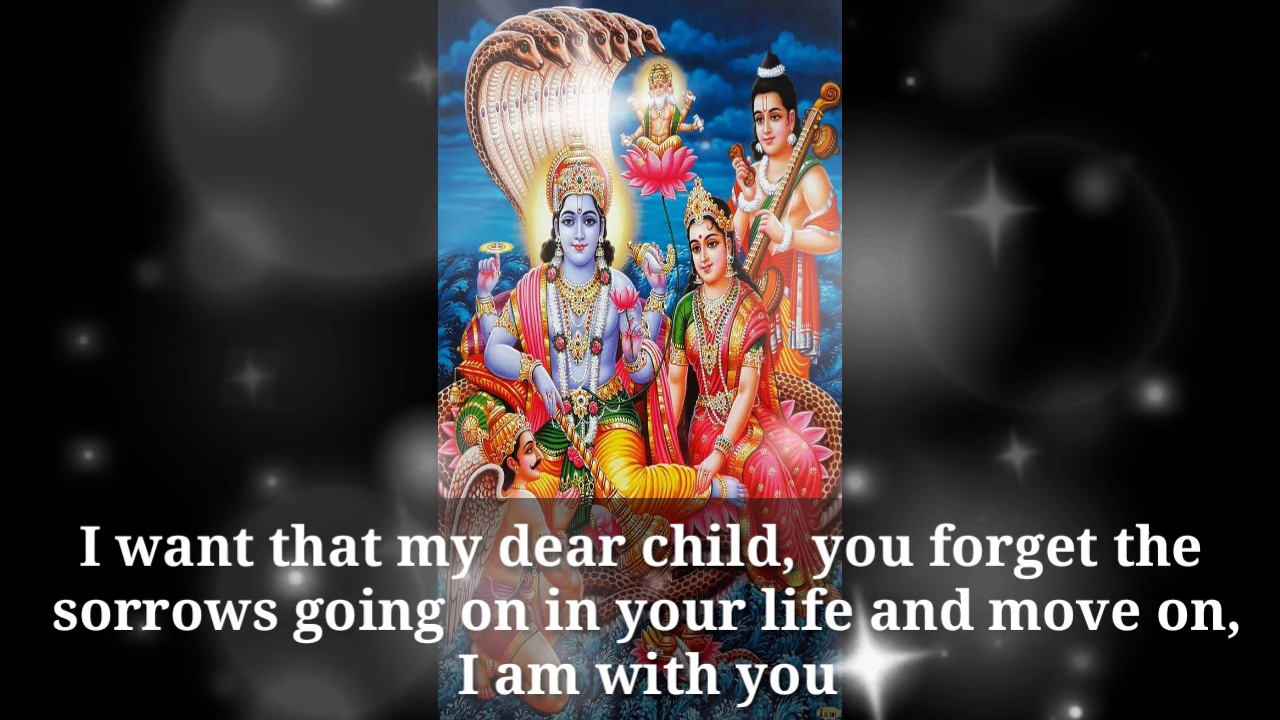 I want that my dear child, you forget the
sorrows going on in your life and move on,
I am with you